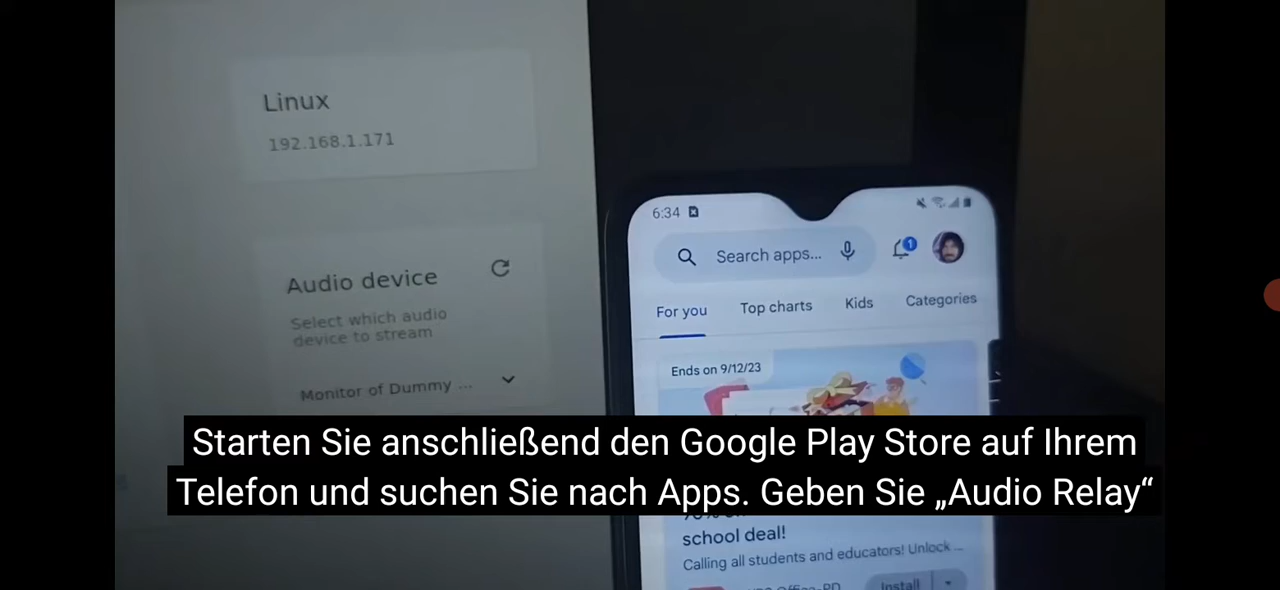 Linux
192.168.1.171
Audio device
Select which audio
device to stream
Monitor of Dummy ...
6:34
Search apps...
1
For you
Top charts
Kids
Categories
Ends on 9/12/23
Starten Sie anschließend den Google Play Store auf Ihrem
Telefon und suchen Sie nach Apps. Geben Sie „Audio Relay“
school deal!
Calling all students and educators! Unlock ...
Install